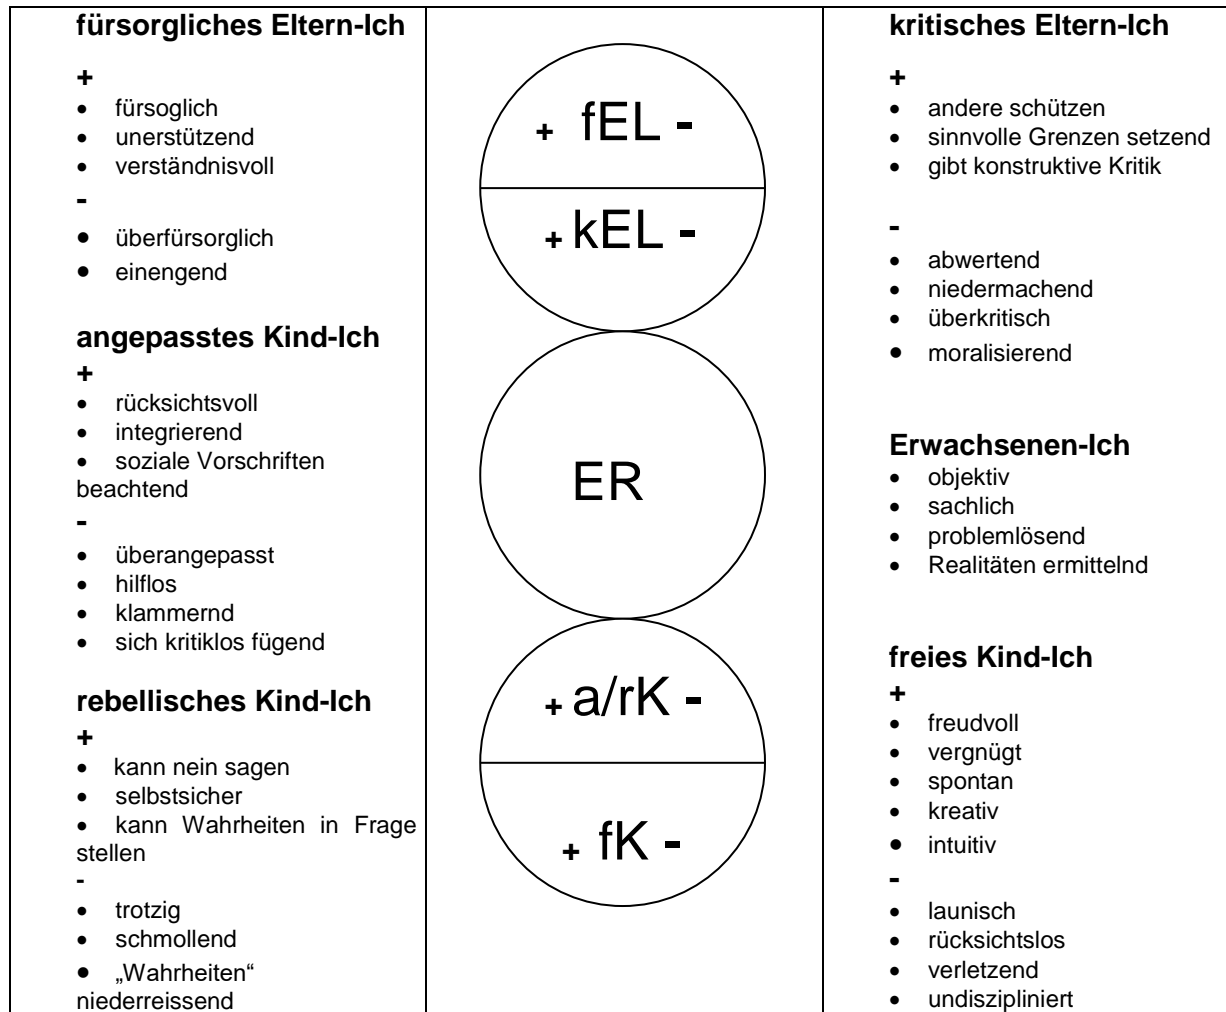 fürsorgliches Eltern-Ich
+
• fürsoglich
• unerstützend
• verständnisvoll
-
• überfürsorglich
• einengend
angepasstes Kind-Ich
+
• rücksichtsvoll
• integrierend
• soziale Vorschriften
beachtend
-
• überangepasst
• hilflos
• klammernd
• sich kritiklos fügend
rebellisches Kind-Ich
+
• kann nein sagen
• selbstsicher
• kann Wahrheiten in Frage
stellen
-
• trotzig
• schmollend
• „Wahrheiten“
niederreissend
+ fEL -
+ kEL -
ER
+ a/rK -
+ fK -
kritisches Eltern-Ich
+
• andere schützen
• sinnvolle Grenzen setzend
• gibt konstruktive Kritik
-
• abwertend
• niedermachend
• überkritisch
• moralisierend
Erwachsenen-Ich
• objektiv
• sachlich
• problemlösend
• Realitäten ermittelnd
freies Kind-Ich
+
• freudvoll
• vergnügt
• spontan
• kreativ
• intuitiv
-
• launisch
• rücksichtslos
• verletzend
• undiszipliniert